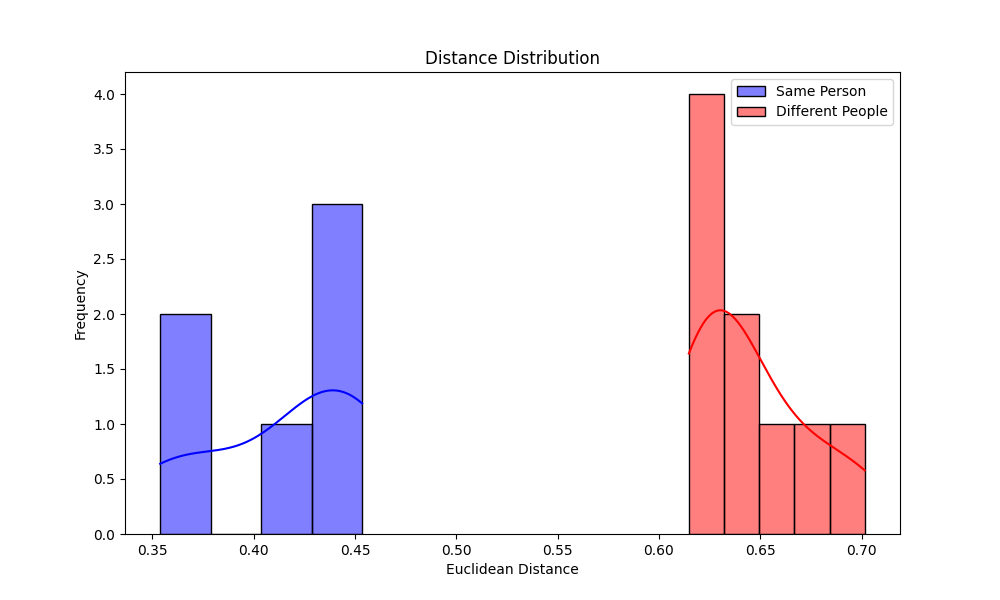 Distance Distribution
Same Person
Different People
Frequency
4.0
3.5
3.0
2.5
2.0
1.5
1.0
0.5
0.0
0.35 0.40 0.45 0.50 0.55 0.60 0.65 0.70
Euclidean Distance